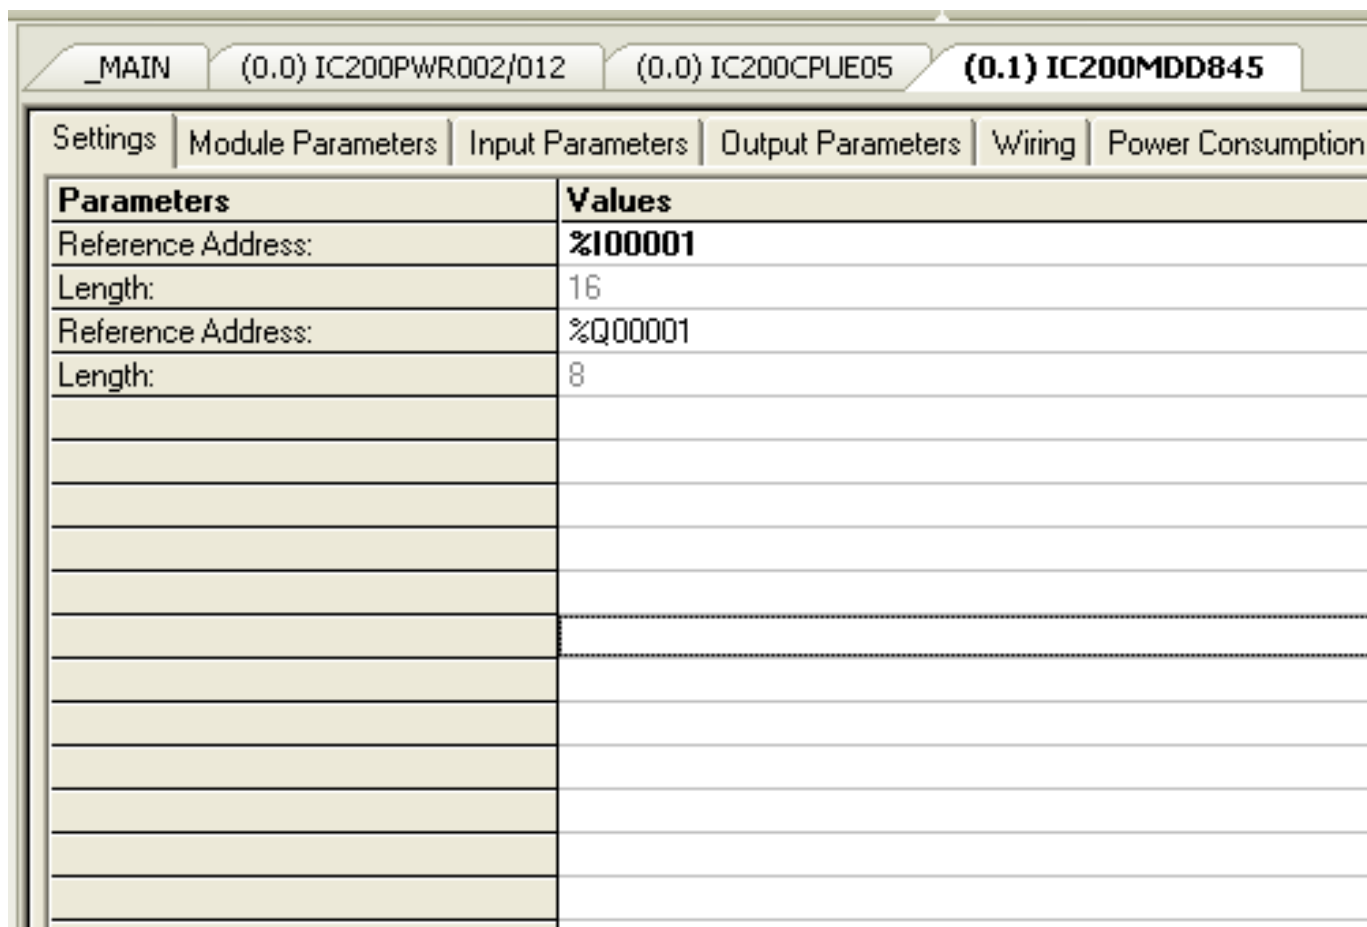 _MAIN (0.0) IC200PWR002/012 (0.0) IC200CPUE05 (0.1) IC200MDD845
Settings Module Parameters Input Parameters Output Parameters Wiring Power Consumption
Parameters Values
Reference Address: %I00001
Length: 16
Reference Address: %Q00001
Length: 8